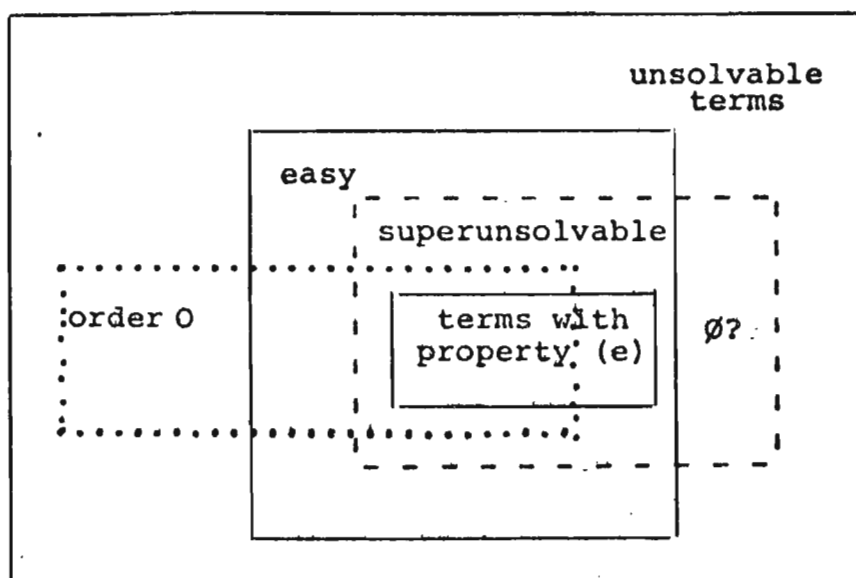 unsolvable
terms
easy
superunsolvable
order 0
terms with
property (e)
Ø?